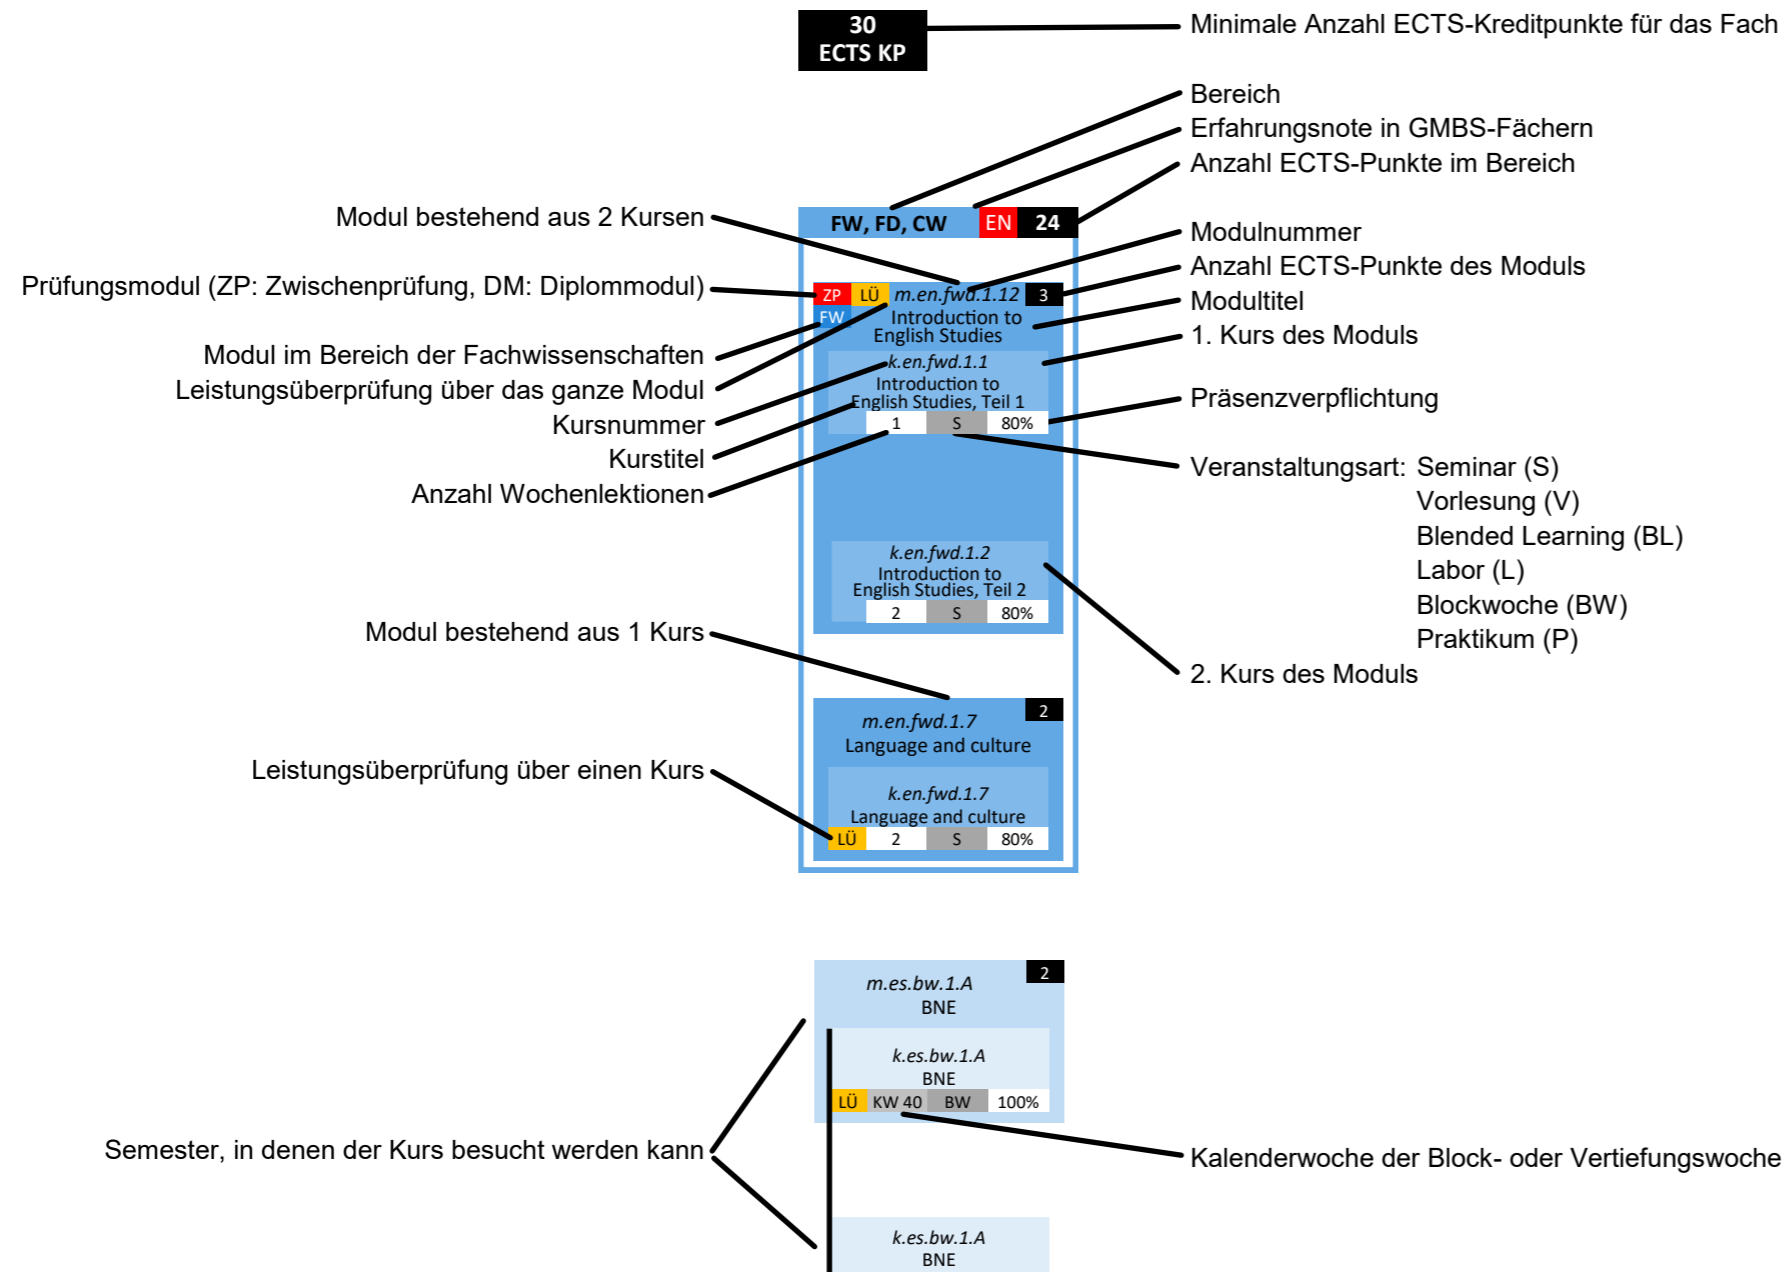 30
ECTS KP
Minimale Anzahl ECTS-Kreditpunkte für das Fach
Bereich
Erfahrungsnote in GMBS-Fächern
Anzahl ECTS-Punkte im Bereich
Modul bestehend aus 2 Kursen
FW, FD, CW EN 24
Modulnummer
Anzahl ECTS-Punkte des Moduls
Prüfungsmodul (ZP: Zwischenprüfung, DM: Diplommodul)
ZP LÜ m.en.fwd.1.12 3
FW Introduction to
English Studies
Modultitel
1. Kurs des Moduls
Modul im Bereich der Fachwissenschaften
Leistungsüberprüfung über das ganze Modul
Kursnummer
Kurstitel
Anzahl Wochenlektionen
k.en.fwd.1.1
Introduction to
English Studies, Teil 1
1 S 80%
Präsenzverpflichtung
Veranstaltungsart: Seminar (S)
Vorlesung (V)
Blended Learning (BL)
Labor (L)
Blockwoche (BW)
Praktikum (P)
k.en.fwd.1.2
Introduction to
English Studies, Teil 2
2 S 80%
Modul bestehend aus 1 Kurs
2. Kurs des Moduls
m.en.fwd.1.7 2
Language and culture
Leistungsüberprüfung über einen Kurs
k.en.fwd.1.7
Language and culture
LÜ 2 S 80%
m.es.bw.1.A 2
BNE
k.es.bw.1.A
BNE
LÜ KW 40 BW 100%
Semester, in denen der Kurs besucht werden kann
Kalenderwoche der Block- oder Vertiefungswoche
k.es.bw.1.A
BNE